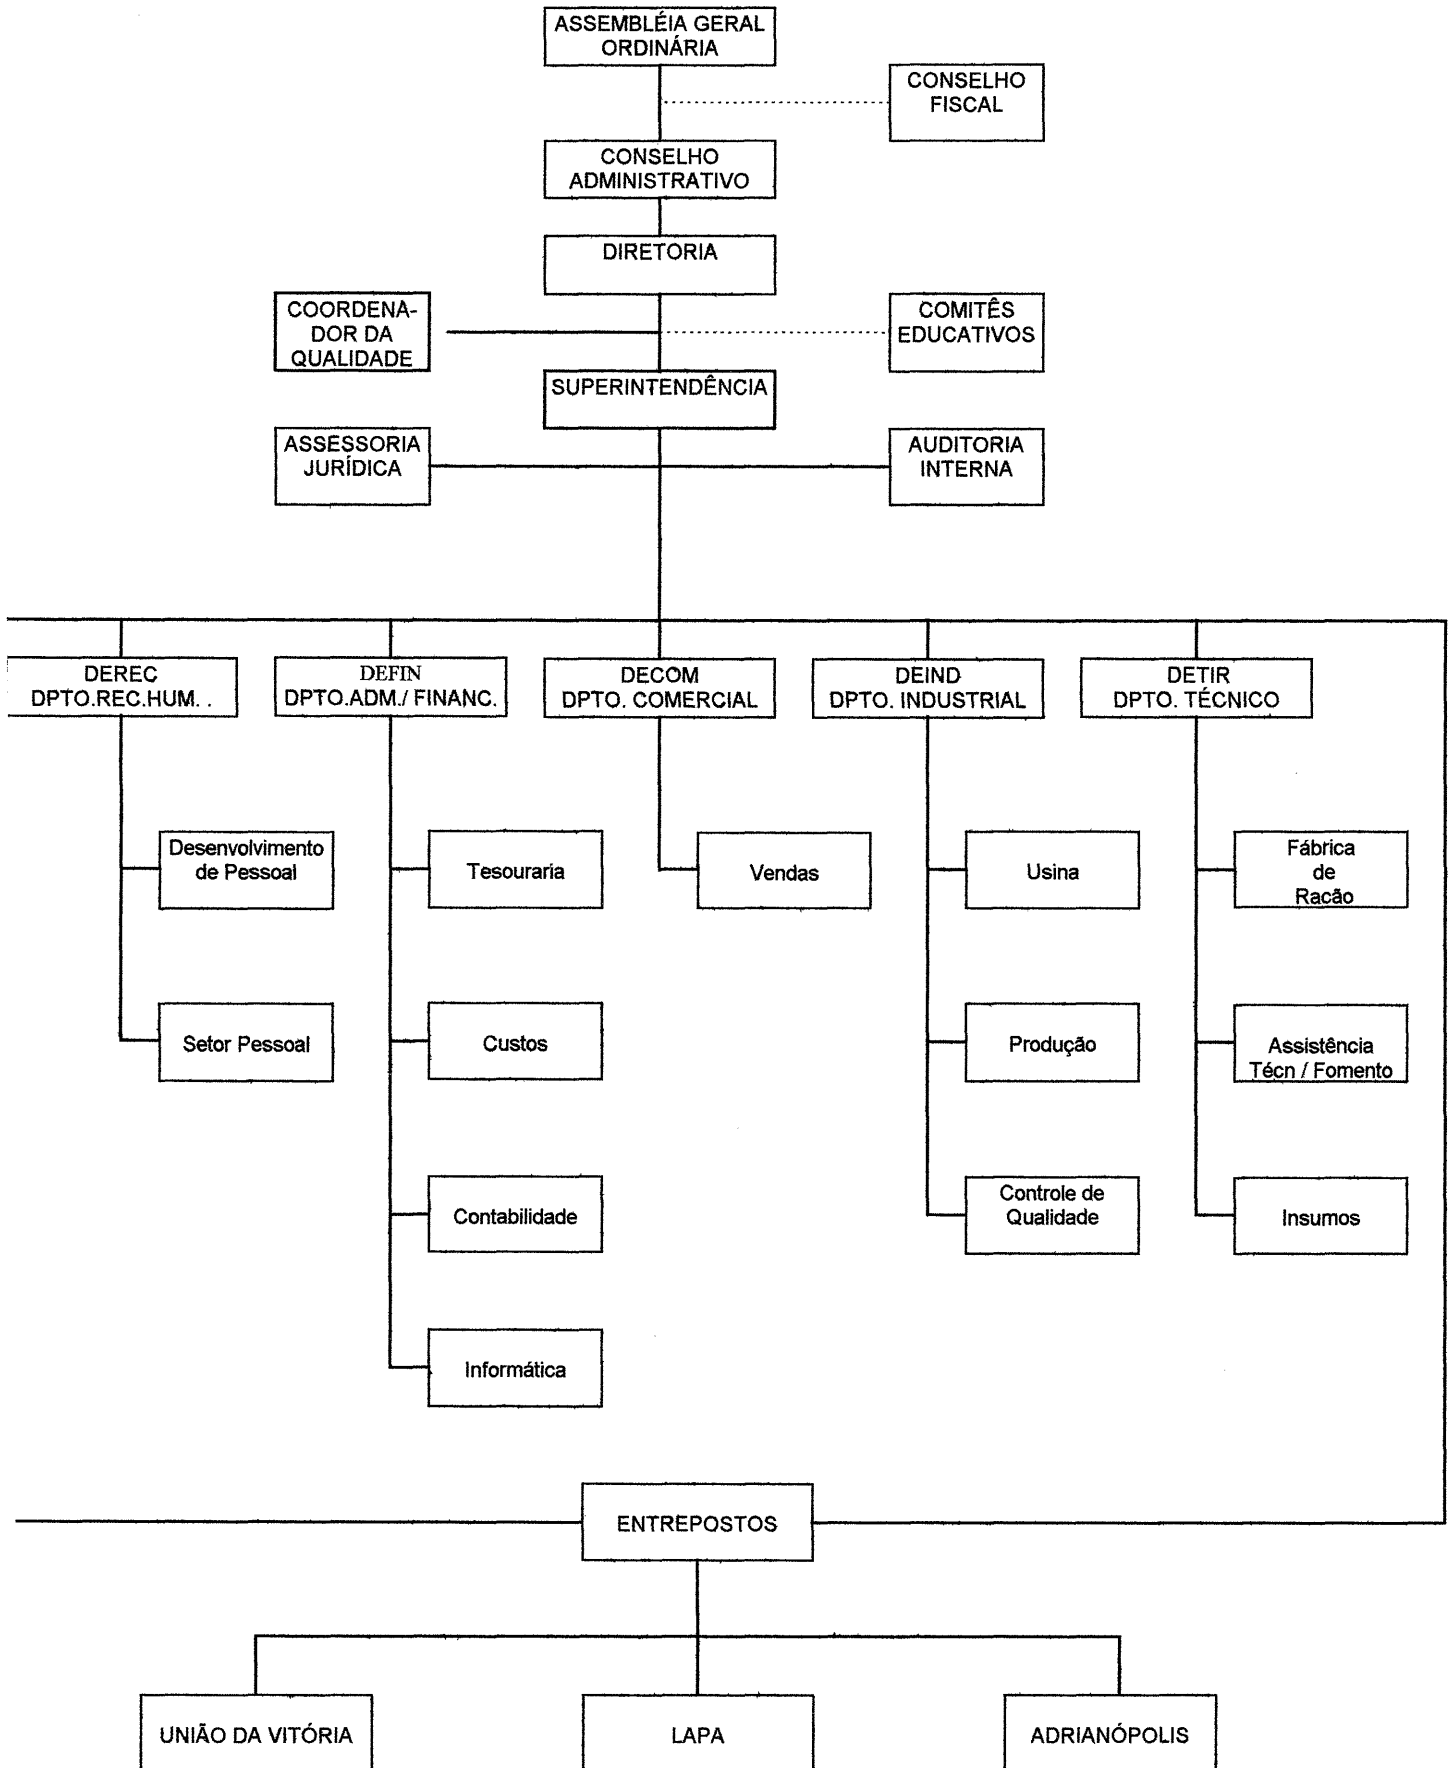 ASSEMBLÉIA GERAL
ORDINÁRIA
CONSELHO
FISCAL
CONSELHO
ADMINISTRATIVO
DIRETORIA
COORDENA-
DOR DA
QUALIDADE
COMITÊS
EDUCATIVOS
SUPERINTENDÊNCIA
ASSESSORIA
JURÍDICA
AUDITORIA
INTERNA
DEREC
DPTO.REC.HUM. .
DEFIN
DPTO.ADM./ FINANC.
DECOM
DPTO. COMERCIAL
DEIND
DPTO. INDUSTRIAL
DETIR
DPTO. TÉCNICO
Desenvolvimento
de Pessoal
Tesouraria
Vendas
Usina
Fábrica
de
Racão
Setor Pessoal
Custos
Produção
Assistência
Técn / Fomento
Contabilidade
Controle de
Qualidade
Insumos
Informática
ENTREPOSTOS
UNIÃO DA VITÓRIA
LAPA
ADRIANÓPOLIS